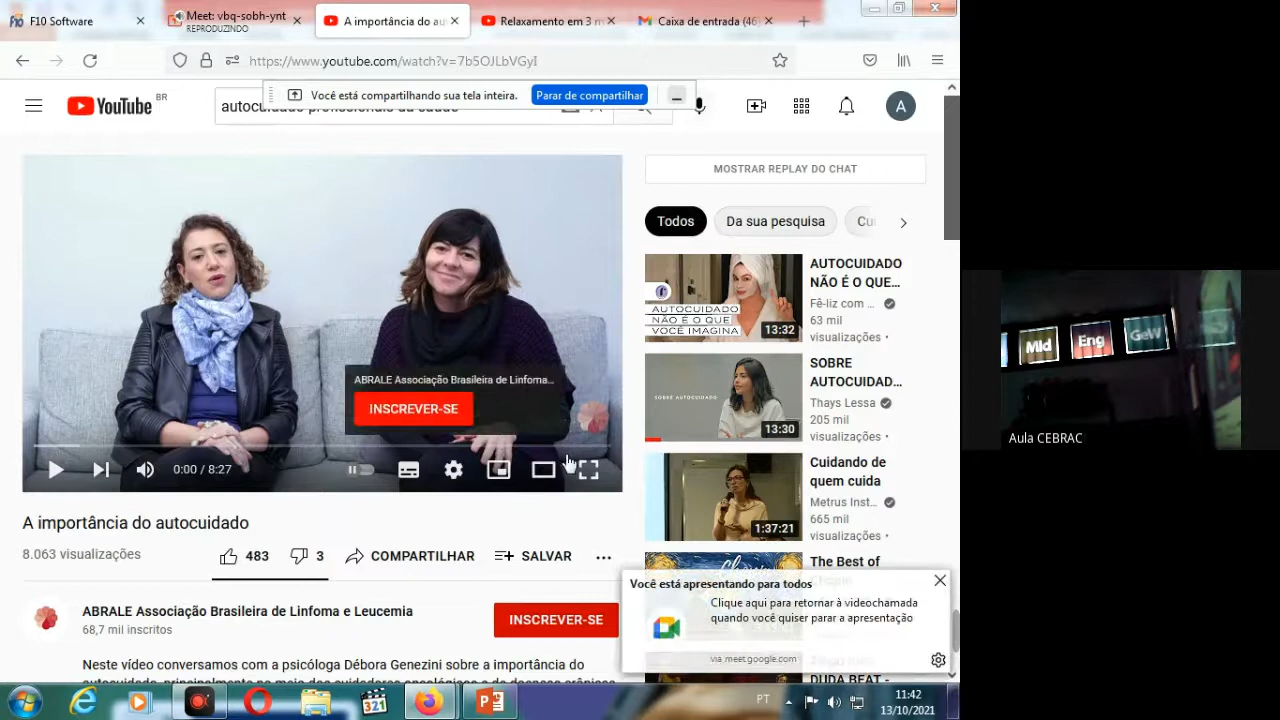 F10 Software
Meet: vbq-sobh-ynt
REPRODUZINDO
A importância do au
Relaxamento em 3 m
Caixa de entrada (46)
https://www.youtube.com/watch?v=7b5OJLbVGyI
Você está compartilhando sua tela inteira.
Parar de compartilhar
YouTube BR
autocuidado profissionais da saúde
A
MOSTRAR REPLAY DO CHAT
Todos
Da sua pesquisa
AUTOCUIDADO
NÃO É O QUE
VOCÊ IMAGINA
13:32
AUTOCUIDADO
NÃO É O QUE...
Fê-liz com ...
63 mil
visualizações •
SOBRE AUTOCUIDADO
13:30
SOBRE
AUTOCUIDAD...
Thays Lessa
205 mil
visualizações •
1:37:21
Cuidando de
quem cuida
Metrus Inst...
665 mil
visualizações •
The Best of
ABRALE Associação Brasileira de Linfoma...
INSCREVER-SE
0:00 / 8:27
A importância do autocuidado
8.063 visualizações
483
3
COMPARTILHAR
SALVAR
ABRALE Associação Brasileira de Linfoma e Leucemia
68,7 mil inscritos
INSCREVER-SE
Neste vídeo conversamos com a psicóloga Débora Genezini sobre a importância do
Você está apresentando para todos
Clique aqui para retornar à videochamada
quando você quiser parar a apresentação
via meet.google.com
DUDA BEAT -
321
PT
11:42
13/10/2021
Mld
Eng
GeW
Aula CEBRAC